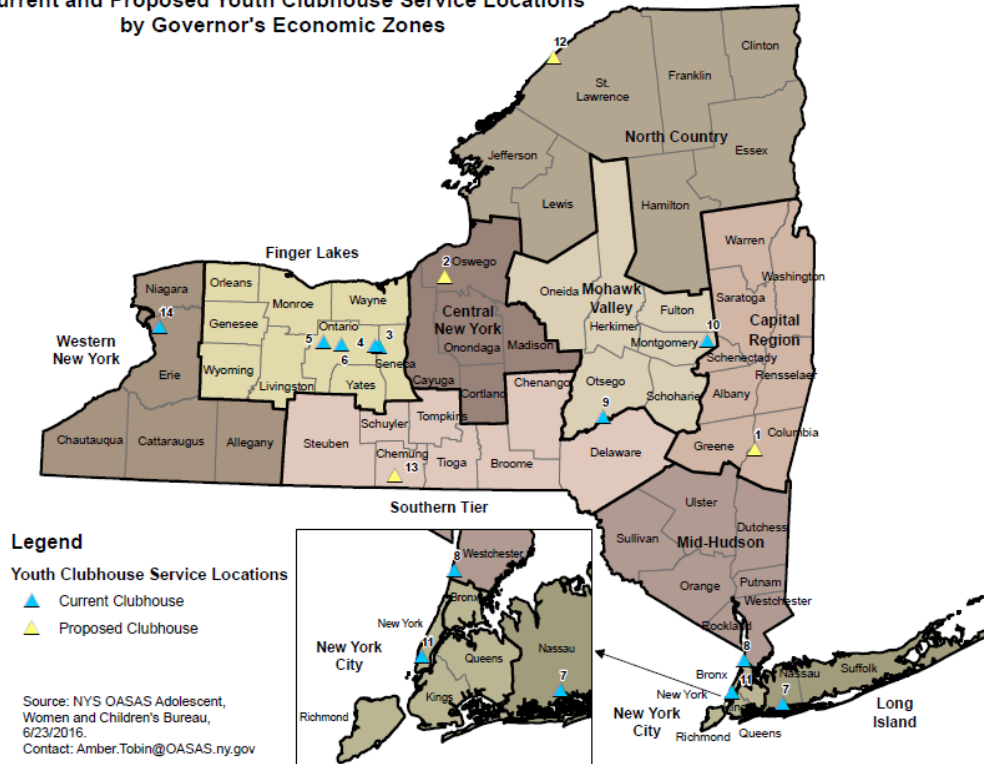 Current and Proposed Youth Clubhouse Service Locations
by Governor's Economic Zones
12
Clinton
Franklin
St.
Lawrence
North Country
Essex
Jefferson
Lewis
Hamilton
Warren
Washington
Finger Lakes
2 Oswego
Oneida
Mohawk
Valley
Saratoga
Fulton
Capital
Region
Niagara
Orleans
Monroe
Wayne
14
Genesee
Ontario
5
4
3
6
Seneca
Central
New York
Onondaga
Madison
Herkimer
Montgomery
10
Schenectady
Rensselaer
Western
New York
Erie
Wyoming
Livingston
Yates
Cayuga
Cortland
Chenango
Otsego
Schoharie
Albany
9
Chautauqua
Cattaraugus
Allegany
Steuben
Schuyler
Tompkins
Chemung
13
Tioga
Broome
Delaware
Greene
1
Columbia
Southern Tier
Ulster
Sullivan
Dutchess
Mid-Hudson
Orange
Putnam
Westchester
Rockland
8
Bronx
11
New York
Kings
New York
City
Richmond
Queens
Nassau
7
Suffolk
Long
Island
Legend
Youth Clubhouse Service Locations
Current Clubhouse
Proposed Clubhouse
8
Westchester
Bronx
New York
11
New York
City
Queens
Nassau
7
Kings
Richmond
Source: NYS OASAS Adolescent,
Women and Children's Bureau,
6/23/2016.
Contact: Amber.Tobin@OASAS.ny.gov